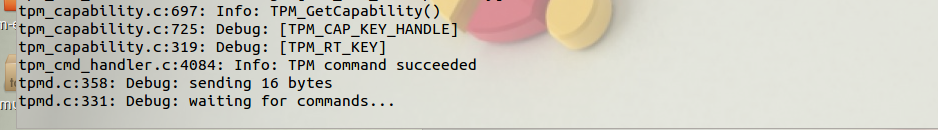 tpm_capability.c:697: Info: TPM_GetCapability()
tpm_capability.c:725: Debug: [TPM_CAP_KEY_HANDLE]
tpm_capability.c:319: Debug: [TPM_RT_KEY]
tpm_cmd_handler.c:4084: Info: TPM command succeeded
tpmd.c:358: Debug: sending 16 bytes
tpmd.c:331: Debug: waiting for commands...